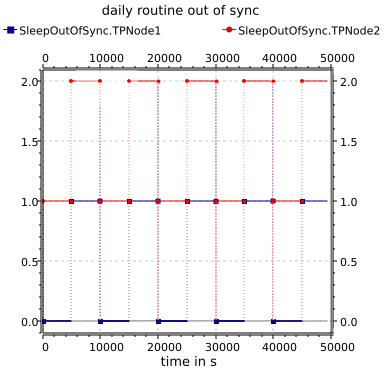 daily routine out of sync
SleepOutOfSync.TPNode1 SleepOutOfSync.TPNode2
0 10000 20000 30000 40000 50000
2.0 2.0
1.5 1.5
1.0 1.0
0.5 0.5
0.0 0.0
0 10000 20000 30000 40000 50000
time in s